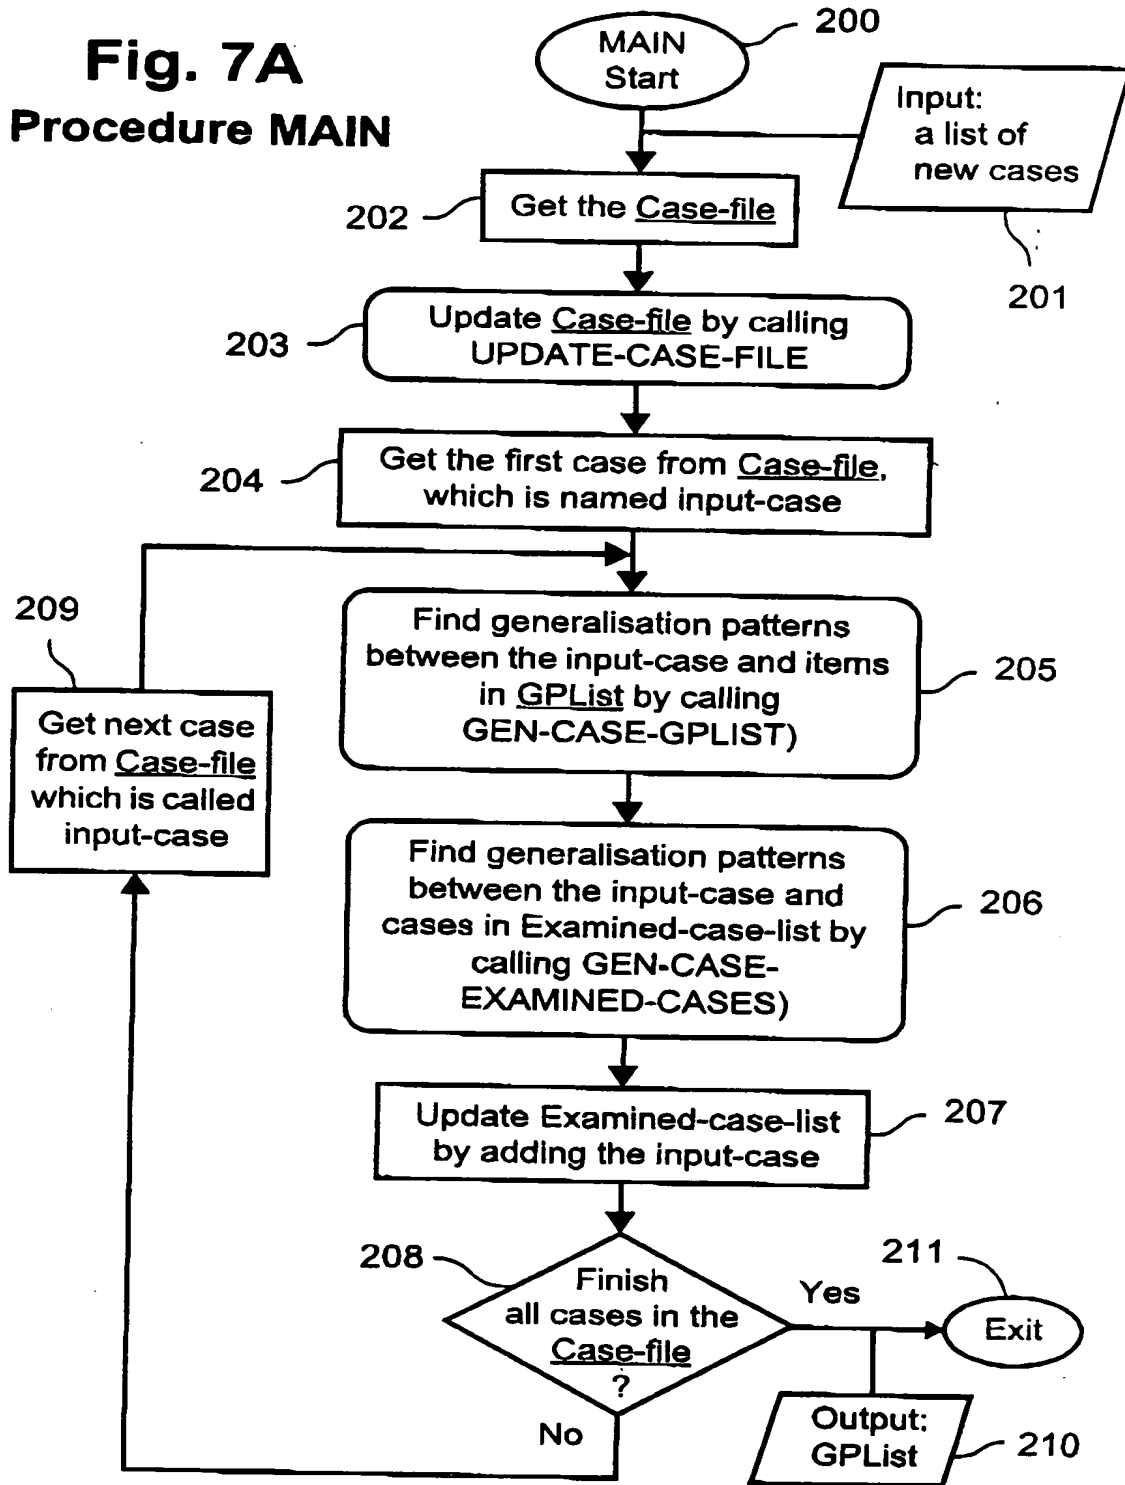 Fig. 7A
Procedure MAIN
MAIN
Start
200
Input:
a list of
new cases
201
202
Get the Case-file
203
Update Case-file by calling
UPDATE-CASE-FILE
204
Get the first case from Case-file,
which is named input-case
209
Get next case
from Case-file
which is called
input-case
Find generalisation patterns
between the input-case and items
in GPList by calling
GEN-CASE-GPLIST)
205
Find generalisation patterns
between the input-case and
cases in Examined-case-list by
calling GEN-CASE-
EXAMINED-CASES)
206
Update Examined-case-list
by adding the input-case
207
208
Finish
all cases in the
Case-file
?
Yes
No
211
Exit
Output:
GPList
210